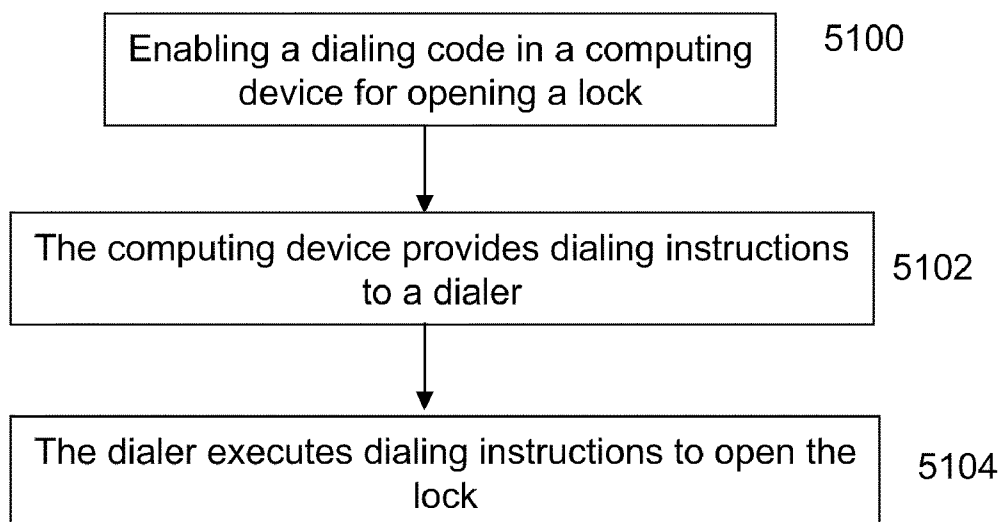 Enabling a dialing code in a computing
device for opening a lock
5100
The computing device provides dialing instructions
to a dialer
5102
The dialer executes dialing instructions to open the
lock
5104